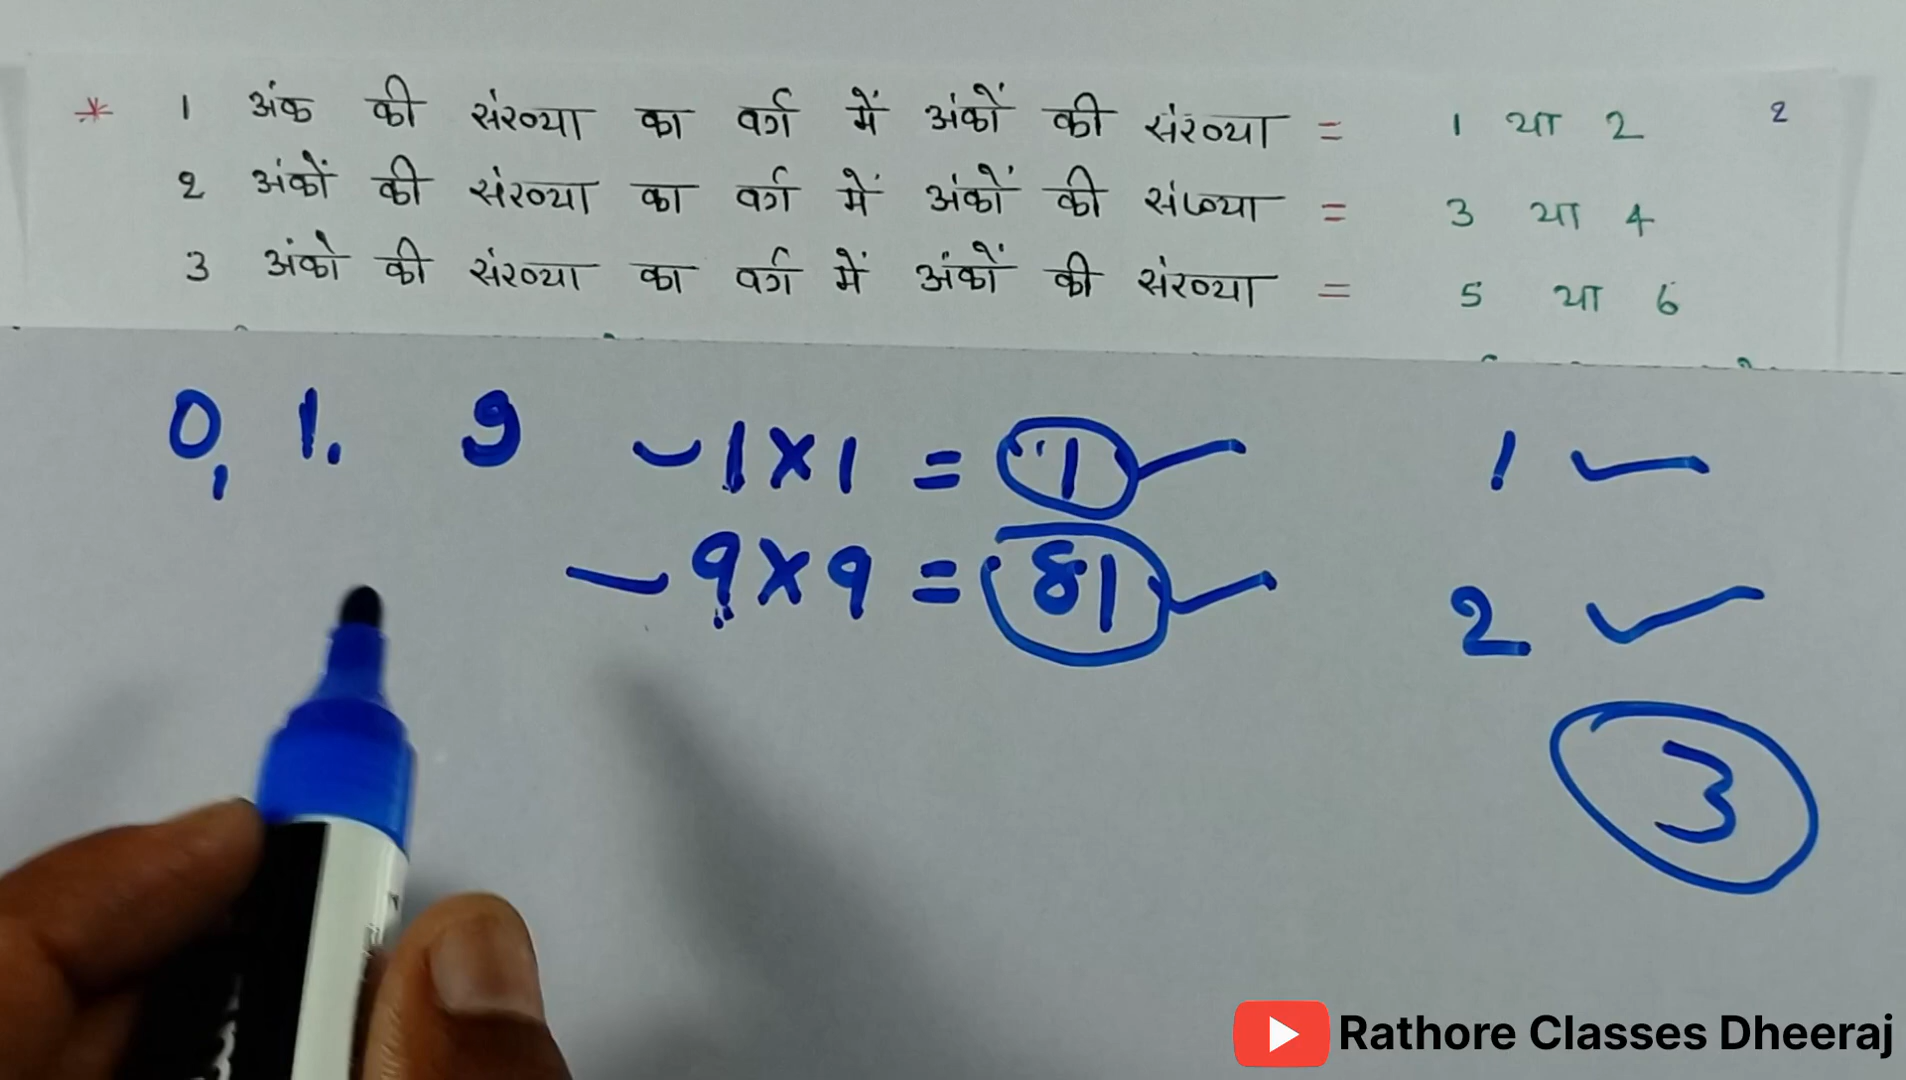 * 1 अंक की संख्या का वर्ग में अंकों की संख्या = 1 या 2 2
2 अंकों की संख्या का वर्ग में अंकों की संख्या = 3 या 4
3 अंको की संख्या का वर्ग में अंकों की संख्या = 5 या 6
0, 1. 9 1×1 = 1 1
9×9 = 81 2
3
Rathore Classes Dheeraj